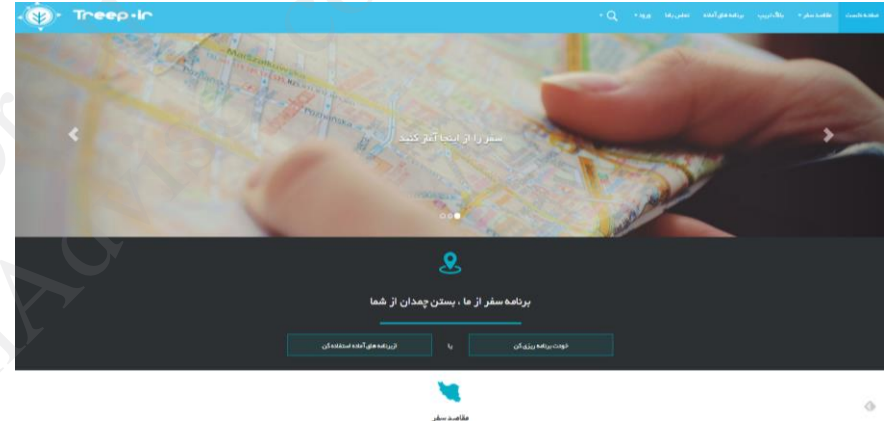 Treep.ir
صفحه نخست  مقاصد سفر  بلاگ تریپ  برنامه های آماده  تماس با ما  ورود
Marszałkowska
Poznańska
سفر را از اینجا آغاز کنید
برنامه سفر از ما ، بستن چمدان از شما
خودت برنامه ریزی کن
یا
از برنامه های آماده استفاده کن
مقاصد سفر